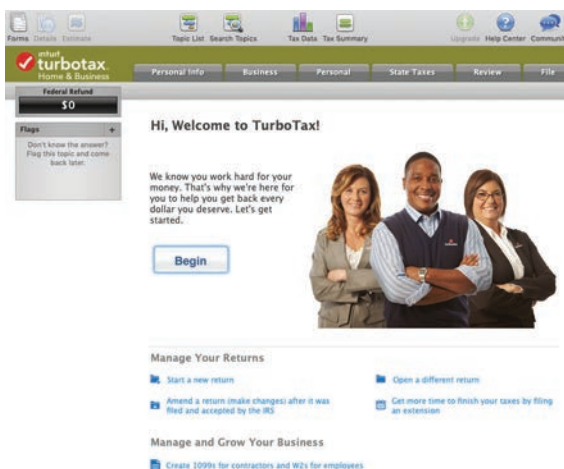 Forms Details Estimate Topic List Search Topics Tax Data Tax Summary Upgrade Help Center Communit
intuit
turbotax.
Home & Business
Personal Info Business Personal State Taxes Review File
Federal Refund
$0
Flags +
Don't know the answer?
Flag this topic and come
back later.
Hi, Welcome to TurboTax!
We know you work hard for your
money. That's why we're here for
you to help you get back every
dollar you deserve. Let's get
started.
Begin
Manage Your Returns
Start a new return Open a different return
Amend a return (make changes) after it was
filed and accepted by the IRS
Get more time to finish your taxes by filing
an extension
Manage and Grow Your Business
Create 1099s for contractors and W2s for employees